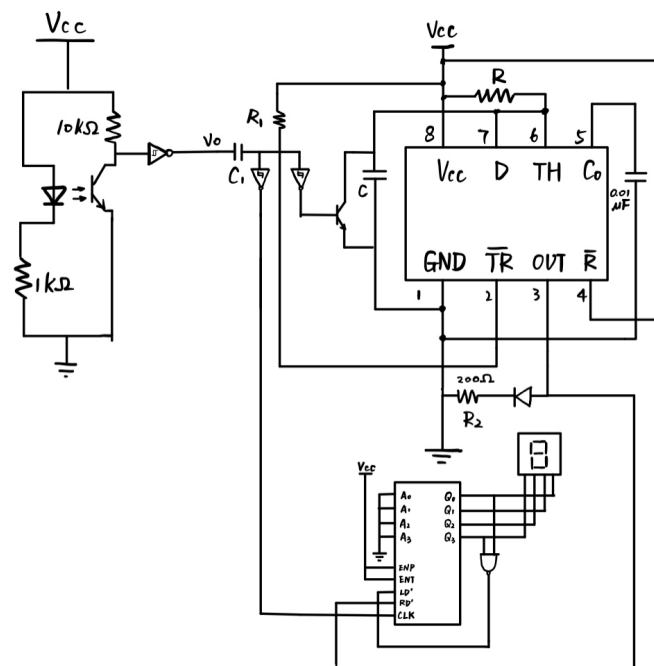 Vcc
10kΩ
1kΩ
Vo
C₁
R₁
Vcc
R
C
8
7
6
5
Vcc
D
TH
C₀
0.01
μF
GND
T̅R̅
OUT
R̅
1
2
3
4
200Ω
R₂
Vcc
A₀
A₁
A₂
A₃
ENP
ENT
LD'
RD'
CLK
Q₀
Q₁
Q₂
Q₃
8